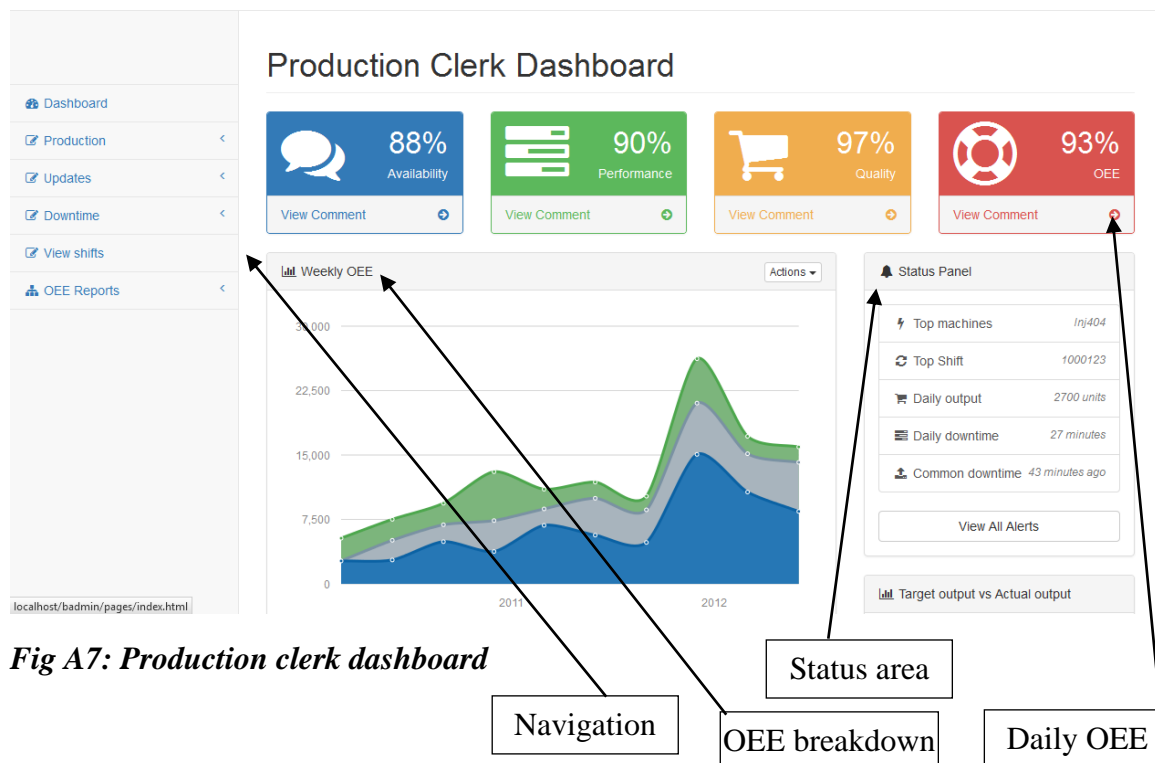 Production Clerk Dashboard
Dashboard
Production
Updates
Downtime
View shifts
OEE Reports
88%
Availability
View Comment
90%
Performance
View Comment
97%
Quality
View Comment
93%
OEE
View Comment
Weekly OEE
Actions
30,000
22,500
15,000
7,500
0
2011
2012
Status Panel
Top machines Inj404
Top Shift 1000123
Daily output 2700 units
Daily downtime 27 minutes
Common downtime 43 minutes ago
View All Alerts
Target output vs Actual output
localhost/badmin/pages/index.html
Fig A7: Production clerk dashboard
Status area
Navigation
OEE breakdown
Daily OEE